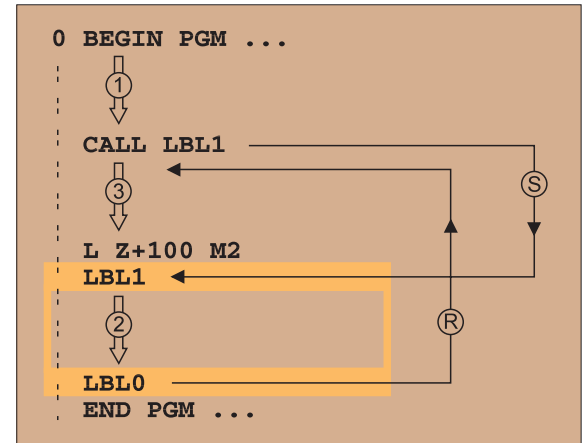 0 BEGIN PGM ...
1
CALL LBL1
S
3
L Z+100 M2
LBL1
2
R
LBL0
END PGM ...